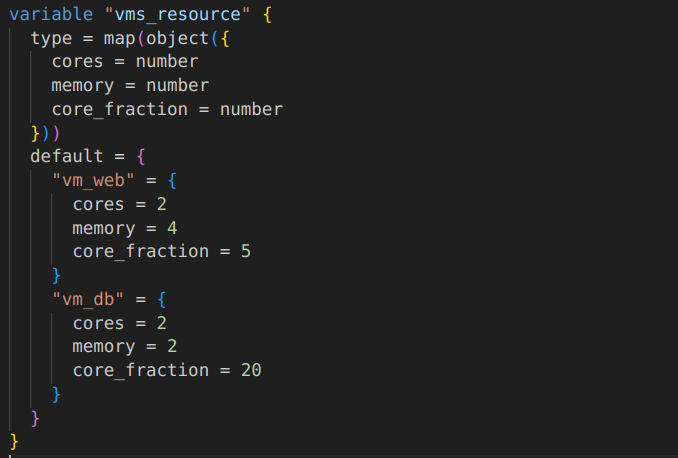 variable "vms_resource" {
  type = map(object({
    cores = number
    memory = number
    core_fraction = number
  }))
  default = {
    "vm_web" = {
      cores = 2
      memory = 4
      core_fraction = 5
    }
    "vm_db" = {
      cores = 2
      memory = 2
      core_fraction = 20
    }
  }
}